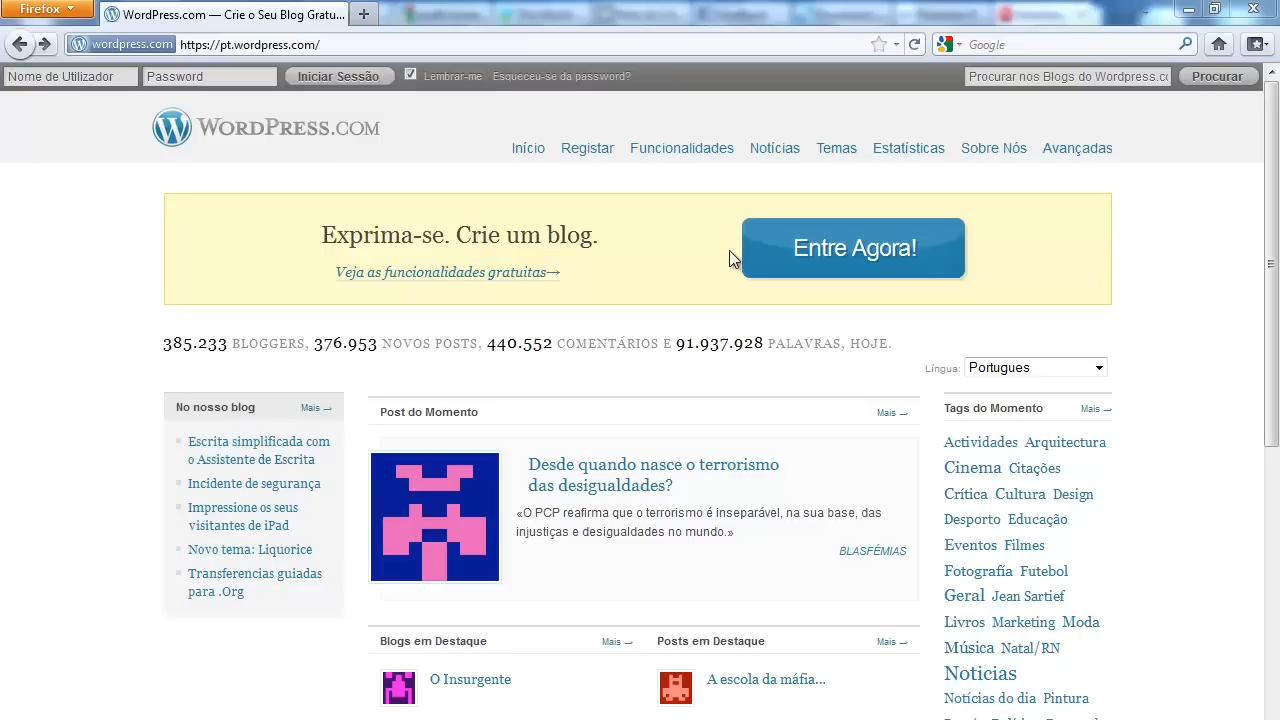 Firefox
WordPress.com — Crie o Seu Blog Gratu...
wordpress.com https://pt.wordpress.com/
Google
Nome de Utilizador Password Iniciar Sessão Lembrar-me Esqueceu-se da password?
Procurar nos Blogs do Wordpress.co Procurar
WORDPRESS.COM
Início Registar Funcionalidades Notícias Temas Estatísticas Sobre Nós Avançadas
Exprima-se. Crie um blog.
Veja as funcionalidades gratuitas→
Entre Agora!
385.233 BLOGGERS, 376.953 NOVOS POSTS, 440.552 COMENTÁRIOS E 91.937.928 PALAVRAS, HOJE.
Língua: Portugues
No nosso blog Mais →
Escrita simplificada com
o Assistente de Escrita
Incidente de segurança
Impressione os seus
visitantes de iPad
Novo tema: Liquorice
Transferencias guiadas
para .Org
Post do Momento Mais →
Desde quando nasce o terrorismo
das desigualdades?
«O PCP reafirma que o terrorismo é inseparável, na sua base, das
injustiças e desigualdades no mundo.»
BLASFÉMIAS
Blogs em Destaque Mais →
O Insurgente
Posts em Destaque Mais →
A escola da máfia...
Tags do Momento Mais →
Actividades Arquitectura
Cinema Citações
Crítica Cultura Design
Desporto Educação
Eventos Filmes
Fotografía Futebol
Geral Jean Sartief
Livros Marketing Moda
Música Natal/RN
Noticias
Notícias do dia Pintura